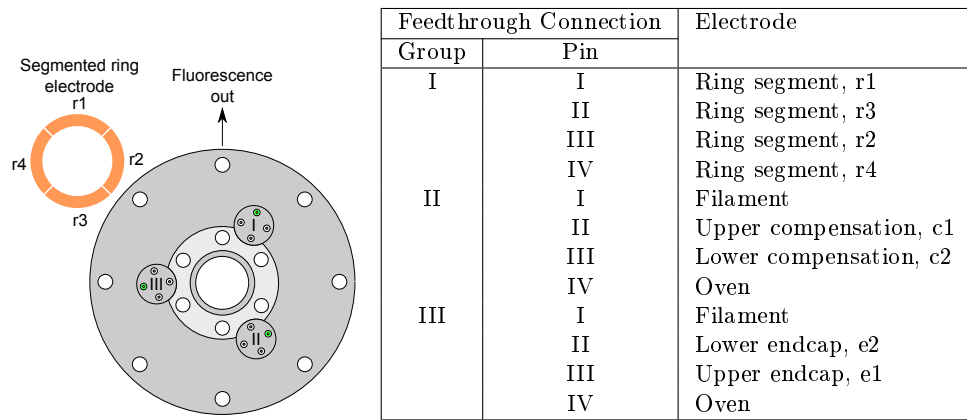 Segmented ring
electrode
r1
r4
r2
r3
Fluorescence
out
I
III
II
Feedthrough Connection Electrode
Group Pin
I I Ring segment, r1
II Ring segment, r3
III Ring segment, r2
IV Ring segment, r4
II I Filament
II Upper compensation, c1
III Lower compensation, c2
IV Oven
III I Filament
II Lower endcap, e2
III Upper endcap, e1
IV Oven